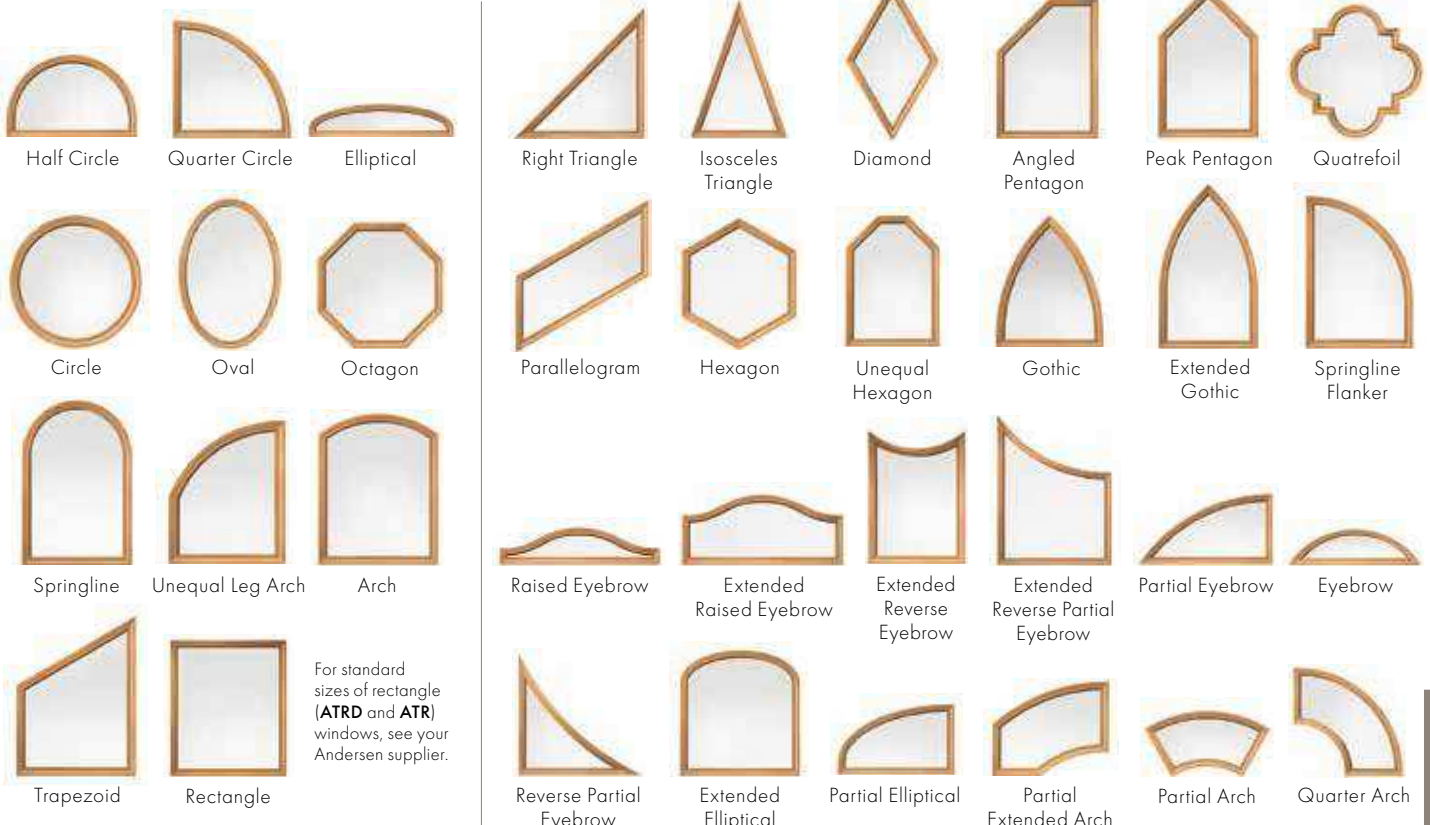 Half Circle
Quarter Circle
Elliptical
Circle
Oval
Octagon
Springline
Unequal Leg Arch
Arch
Trapezoid
Rectangle
For standard
sizes of rectangle
(ATRD and ATR)
windows, see your
Andersen supplier.
Right Triangle
Isosceles
Triangle
Diamond
Angled
Pentagon
Peak Pentagon
Quatrefoil
Parallelogram
Hexagon
Unequal
Hexagon
Gothic
Extended
Gothic
Springline
Flanker
Raised Eyebrow
Extended
Raised Eyebrow
Extended
Reverse
Eyebrow
Extended
Reverse Partial
Eyebrow
Partial Eyebrow
Eyebrow
Reverse Partial
Eyebrow
Extended
Elliptical
Partial Elliptical
Partial
Extended Arch
Partial Arch
Quarter Arch